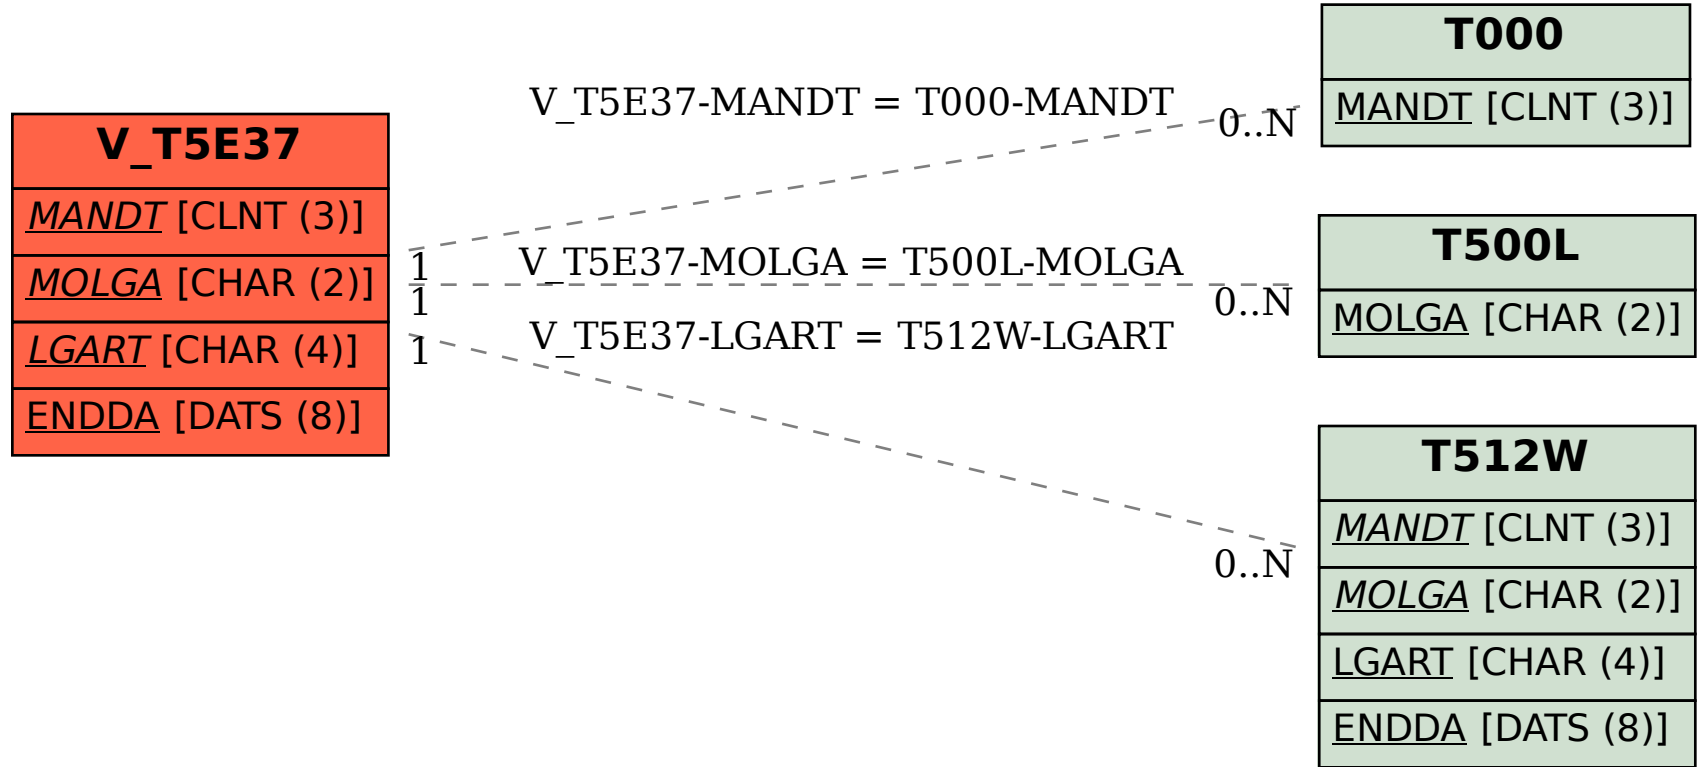 V_T5E37
MANDT [CLNT (3)]
MOLGA [CHAR (2)]
LGART [CHAR (4)]
ENDDA [DATS (8)]
V_T5E37-MANDT = T000-MANDT
0..N
1
V_T5E37-MOLGA = T500L-MOLGA
1
0..N
V_T5E37-LGART = T512W-LGART
1
0..N
T000
MANDT [CLNT (3)]
T500L
MOLGA [CHAR (2)]
T512W
MANDT [CLNT (3)]
MOLGA [CHAR (2)]
LGART [CHAR (4)]
ENDDA [DATS (8)]